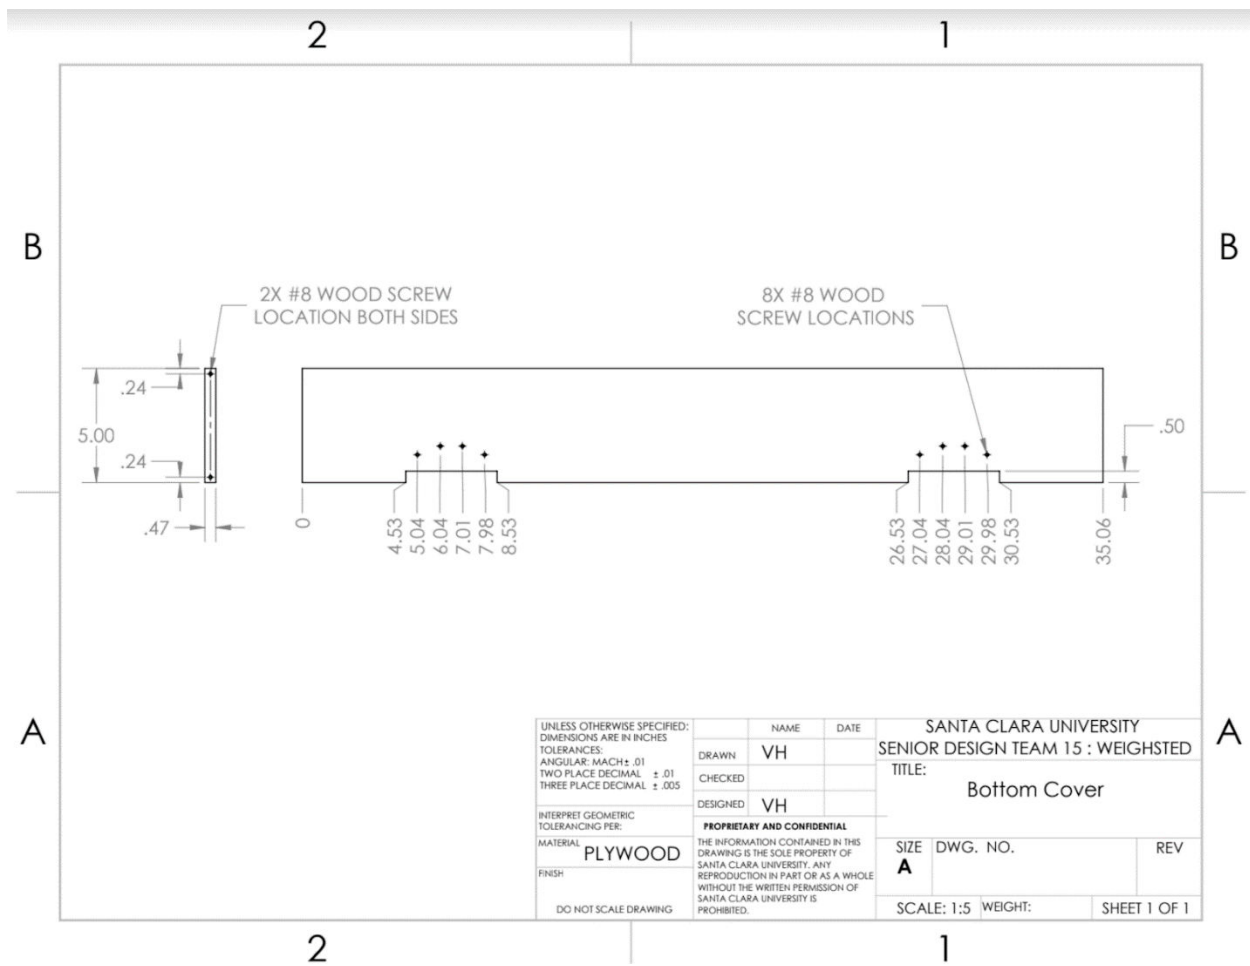 2
1
B
B
2X #8 WOOD SCREW
LOCATION BOTH SIDES
8X #8 WOOD
SCREW LOCATIONS
.24
5.00
.24
.47
.50
0
4.53
5.04
6.04
7.01
7.98
8.53
26.53
27.04
28.04
29.01
29.98
30.53
35.06
A
A
UNLESS OTHERWISE SPECIFIED:
DIMENSIONS ARE IN INCHES
TOLERANCES:
ANGULAR: MACH± .01
TWO PLACE DECIMAL ± .01
THREE PLACE DECIMAL ± .005
INTERPRET GEOMETRIC
TOLERANCING PER:
MATERIAL
PLYWOOD
FINISH
DO NOT SCALE DRAWING
NAME DATE
DRAWN VH
CHECKED
DESIGNED VH
PROPRIETARY AND CONFIDENTIAL
THE INFORMATION CONTAINED IN THIS
DRAWING IS THE SOLE PROPERTY OF
SANTA CLARA UNIVERSITY. ANY
REPRODUCTION IN PART OR AS A WHOLE
WITHOUT THE WRITTEN PERMISSION OF
SANTA CLARA UNIVERSITY IS
PROHIBITED.
SANTA CLARA UNIVERSITY
SENIOR DESIGN TEAM 15 : WEIGHSTED
TITLE:
Bottom Cover
SIZE DWG. NO. REV
A
SCALE: 1:5 WEIGHT: SHEET 1 OF 1
2
1